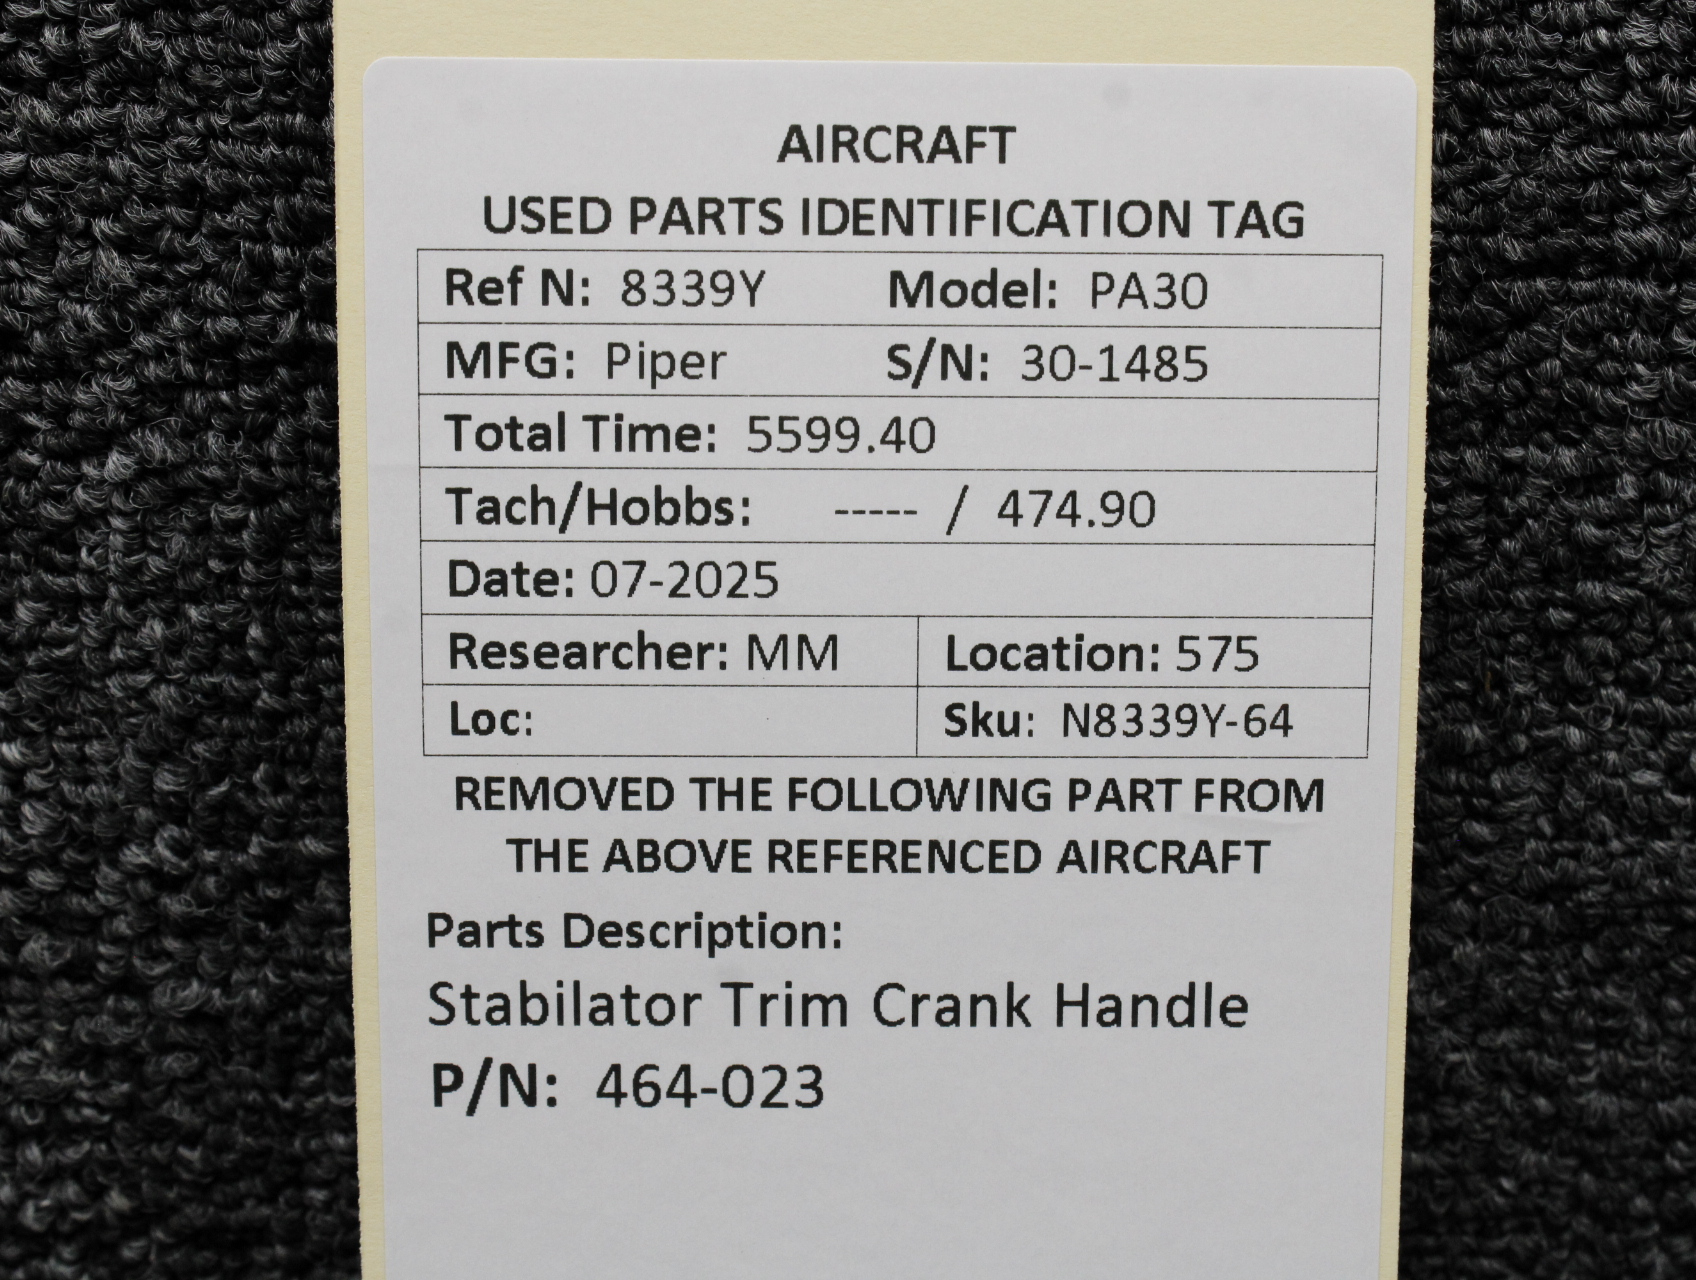 AIRCRAFT
USED PARTS IDENTIFICATION TAG
Ref N: 8339Y Model: PA30
MFG: Piper S/N: 30-1485
Total Time: 5599.40
Tach/Hobbs: ----- / 474.90
Date: 07-2025
Researcher: MM Location: 575
Loc: Sku: N8339Y-64
REMOVED THE FOLLOWING PART FROM
THE ABOVE REFERENCED AIRCRAFT
Parts Description:
Stabilator Trim Crank Handle
P/N: 464-023